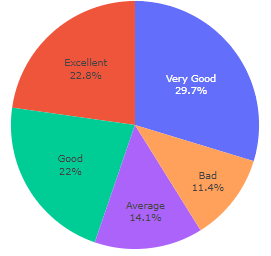 Excellent
22.8%
Very Good
29.7%
Good
22%
Bad
11.4%
Average
14.1%